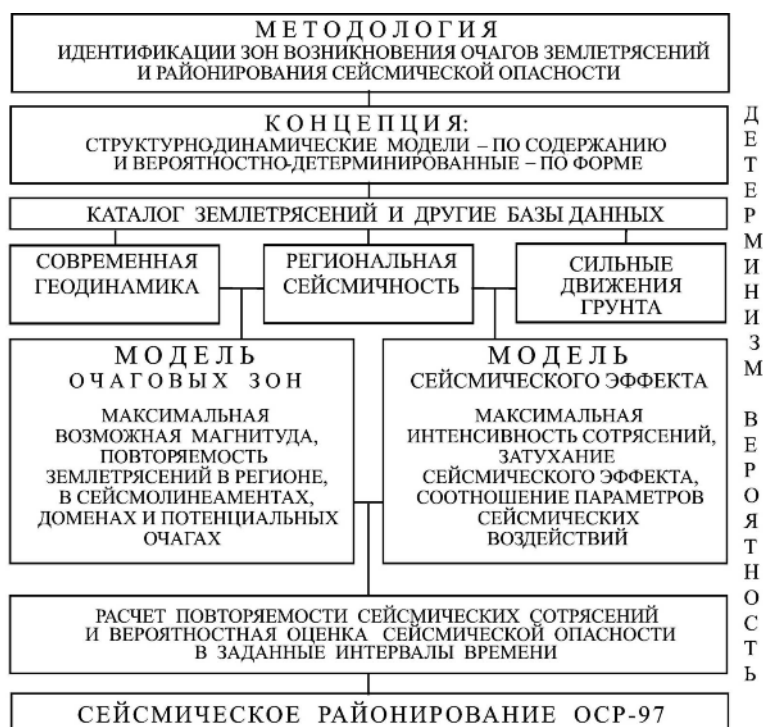 МЕТОДОЛОГИЯ
ИДЕНТИФИКАЦИИ ЗОН ВОЗНИКНОВЕНИЯ ОЧАГОВ ЗЕМЛЕТРЯСЕНИЙ
И РАЙОНИРОВАНИЯ СЕЙСМИЧЕСКОЙ ОПАСНОСТИ
КОНЦЕПЦИЯ:
СТРУКТУРНО-ДИНАМИЧЕСКИЕ МОДЕЛИ – ПО СОДЕРЖАНИЮ
И ВЕРОЯТНОСТНО-ДЕТЕРМИНИРОВАННЫЕ – ПО ФОРМЕ
КАТАЛОГ ЗЕМЛЕТРЯСЕНИЙ И ДРУГИЕ БАЗЫ ДАННЫХ
СОВРЕМЕННАЯ
ГЕОДИНАМИКА
РЕГИОНАЛЬНАЯ
СЕЙСМИЧНОСТЬ
СИЛЬНЫЕ
ДВИЖЕНИЯ
ГРУНТА
МОДЕЛЬ
ОЧАГОВЫХ ЗОН
МАКСИМАЛЬНАЯ
ВОЗМОЖНАЯ МАГНИТУДА,
ПОВТОРЯЕМОСТЬ
ЗЕМЛЕТРЯСЕНИЙ В РЕГИОНЕ,
В СЕЙСМОЛИНЕАМЕНТАХ,
ДОМЕНАХ И ПОТЕНЦИАЛЬНЫХ
ОЧАГАХ
МОДЕЛЬ
СЕЙСМИЧЕСКОГО ЭФФЕКТА
МАКСИМАЛЬНАЯ
ИНТЕНСИВНОСТЬ СОТРЯСЕНИЙ,
ЗАТУХАНИЕ
СЕЙСМИЧЕСКОГО ЭФФЕКТА,
СООТНОШЕНИЕ ПАРАМЕТРОВ
СЕЙСМИЧЕСКИХ
ВОЗДЕЙСТВИЙ
РАСЧЕТ ПОВТОРЯЕМОСТИ СЕЙСМИЧЕСКИХ СОТРЯСЕНИЙ
И ВЕРОЯТНОСТНАЯ ОЦЕНКА СЕЙСМИЧЕСКОЙ ОПАСНОСТИ
В ЗАДАННЫЕ ИНТЕРВАЛЫ ВРЕМЕНИ
СЕЙСМИЧЕСКОЕ РАЙОНИРОВАНИЕ ОСР-97
ДЕТЕРМИНИЗМ ВЕРОЯТНОСТЬ